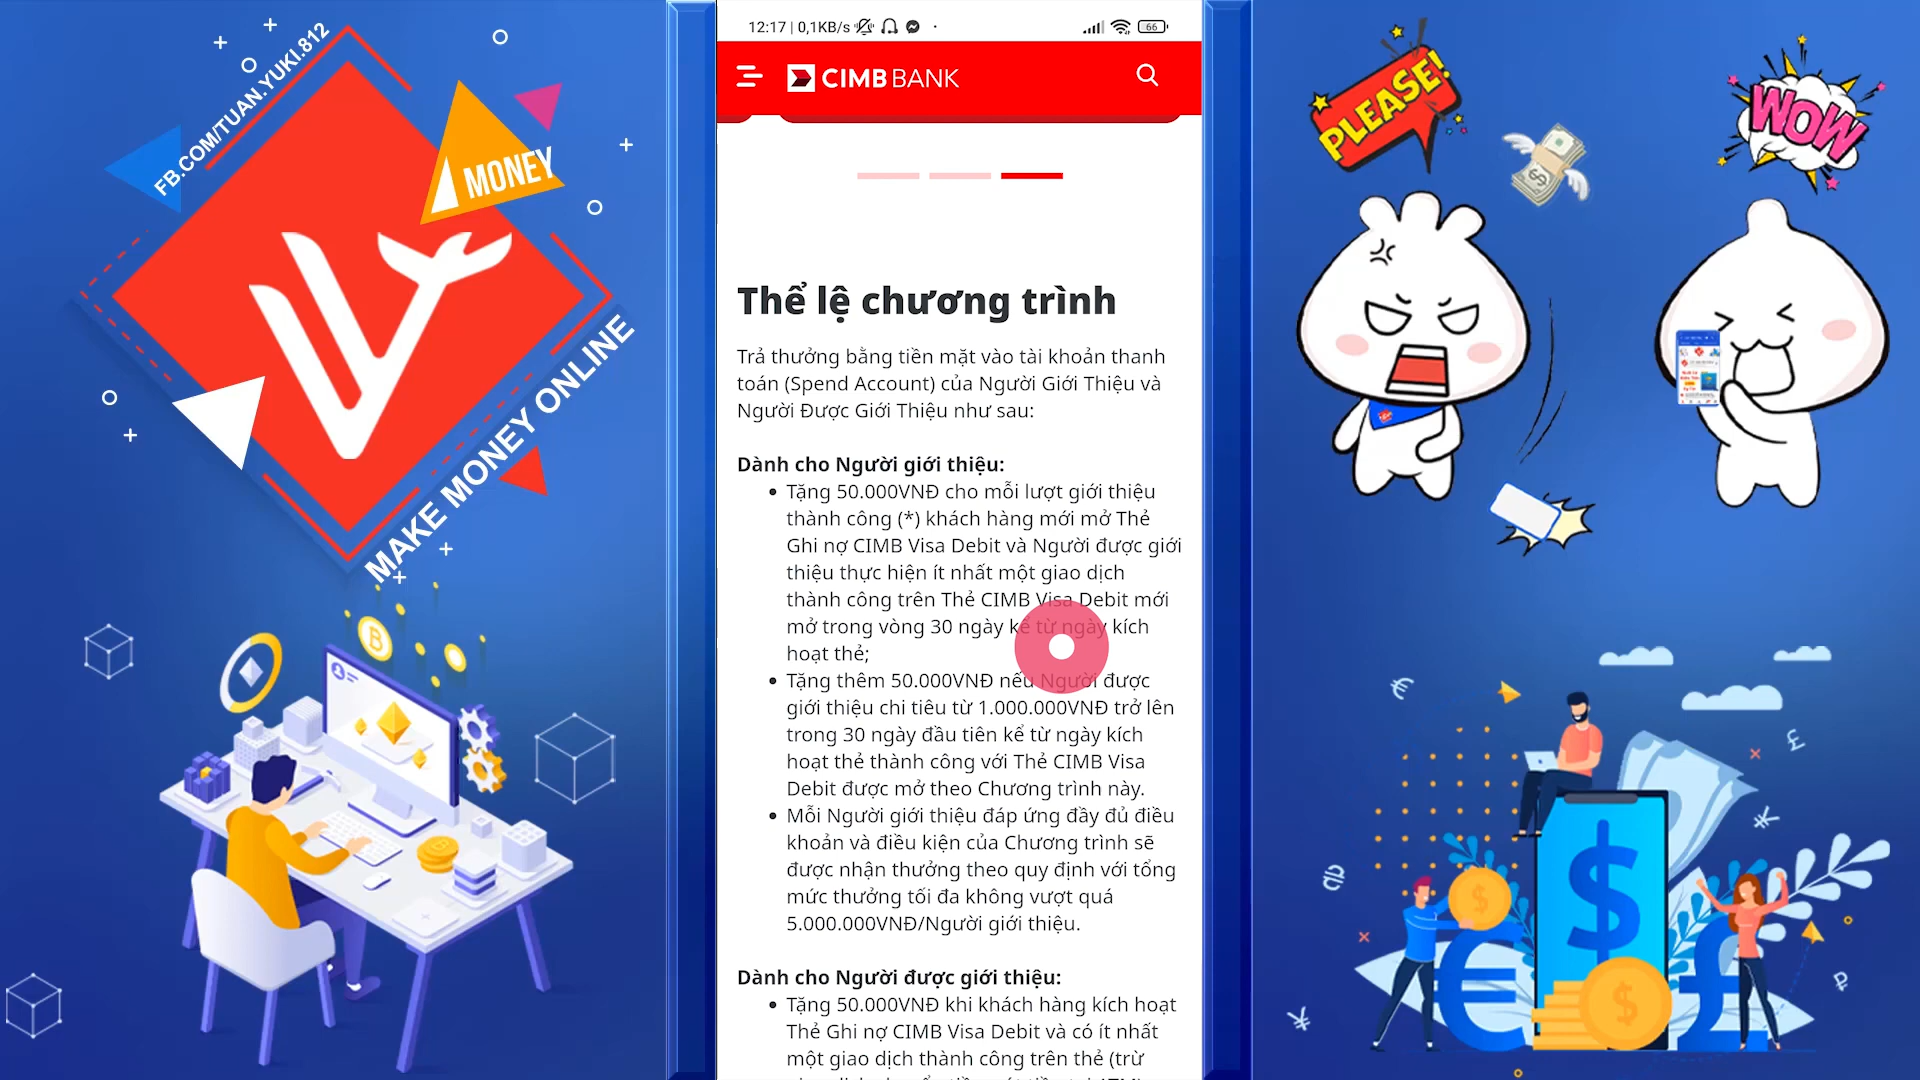 FB.COM/TUAN.YUKI.812
MONEY
MAKE MONEY ONLINE
12:17 | 0,1KB/s
66
CIMB BANK
Thể lệ chương trình
Trả thưởng bằng tiền mặt vào tài khoản thanh
toán (Spend Account) của Người Giới Thiệu và
Người Được Giới Thiệu như sau:
Dành cho Người giới thiệu:
Tặng 50.000VNĐ cho mỗi lượt giới thiệu
thành công (*) khách hàng mới mở Thẻ
Ghi nợ CIMB Visa Debit và Người được giới
thiệu thực hiện ít nhất một giao dịch
thành công trên Thẻ CIMB Visa Debit mới
mở trong vòng 30 ngày kể từ ngày kích
hoạt thẻ;
Tặng thêm 50.000VNĐ nếu Người được
giới thiệu chi tiêu từ 1.000.000VNĐ trở lên
trong 30 ngày đầu tiên kể từ ngày kích
hoạt thẻ thành công với Thẻ CIMB Visa
Debit được mở theo Chương trình này.
Mỗi Người giới thiệu đáp ứng đầy đủ điều
khoản và điều kiện của Chương trình sẽ
được nhận thưởng theo quy định với tổng
mức thưởng tối đa không vượt quá
5.000.000VNĐ/Người giới thiệu.
Dành cho Người được giới thiệu:
Tặng 50.000VNĐ khi khách hàng kích hoạt
Thẻ Ghi nợ CIMB Visa Debit và có ít nhất
một giao dịch thành công trên thẻ (trừ
PLEASE!
WOW